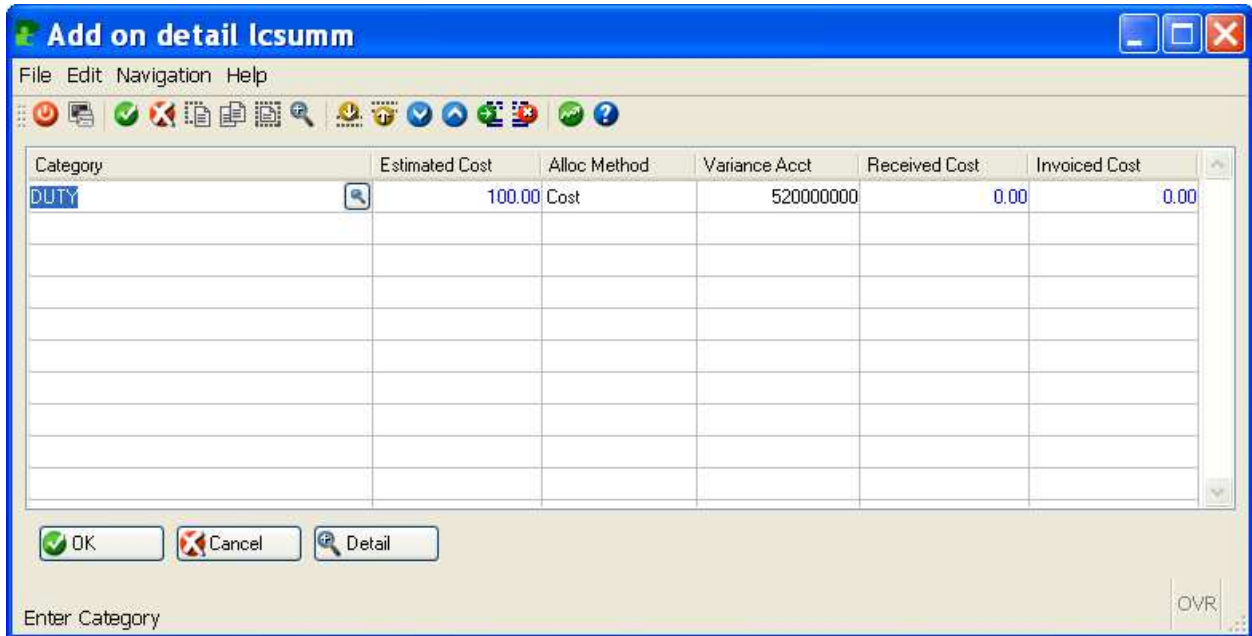 Add on detail lcsumm
File Edit Navigation Help
Category Estimated Cost Alloc Method Variance Acct Received Cost Invoiced Cost
DUTY 100.00 Cost 520000000 0.00 0.00
OK Cancel Detail
Enter Category OVR